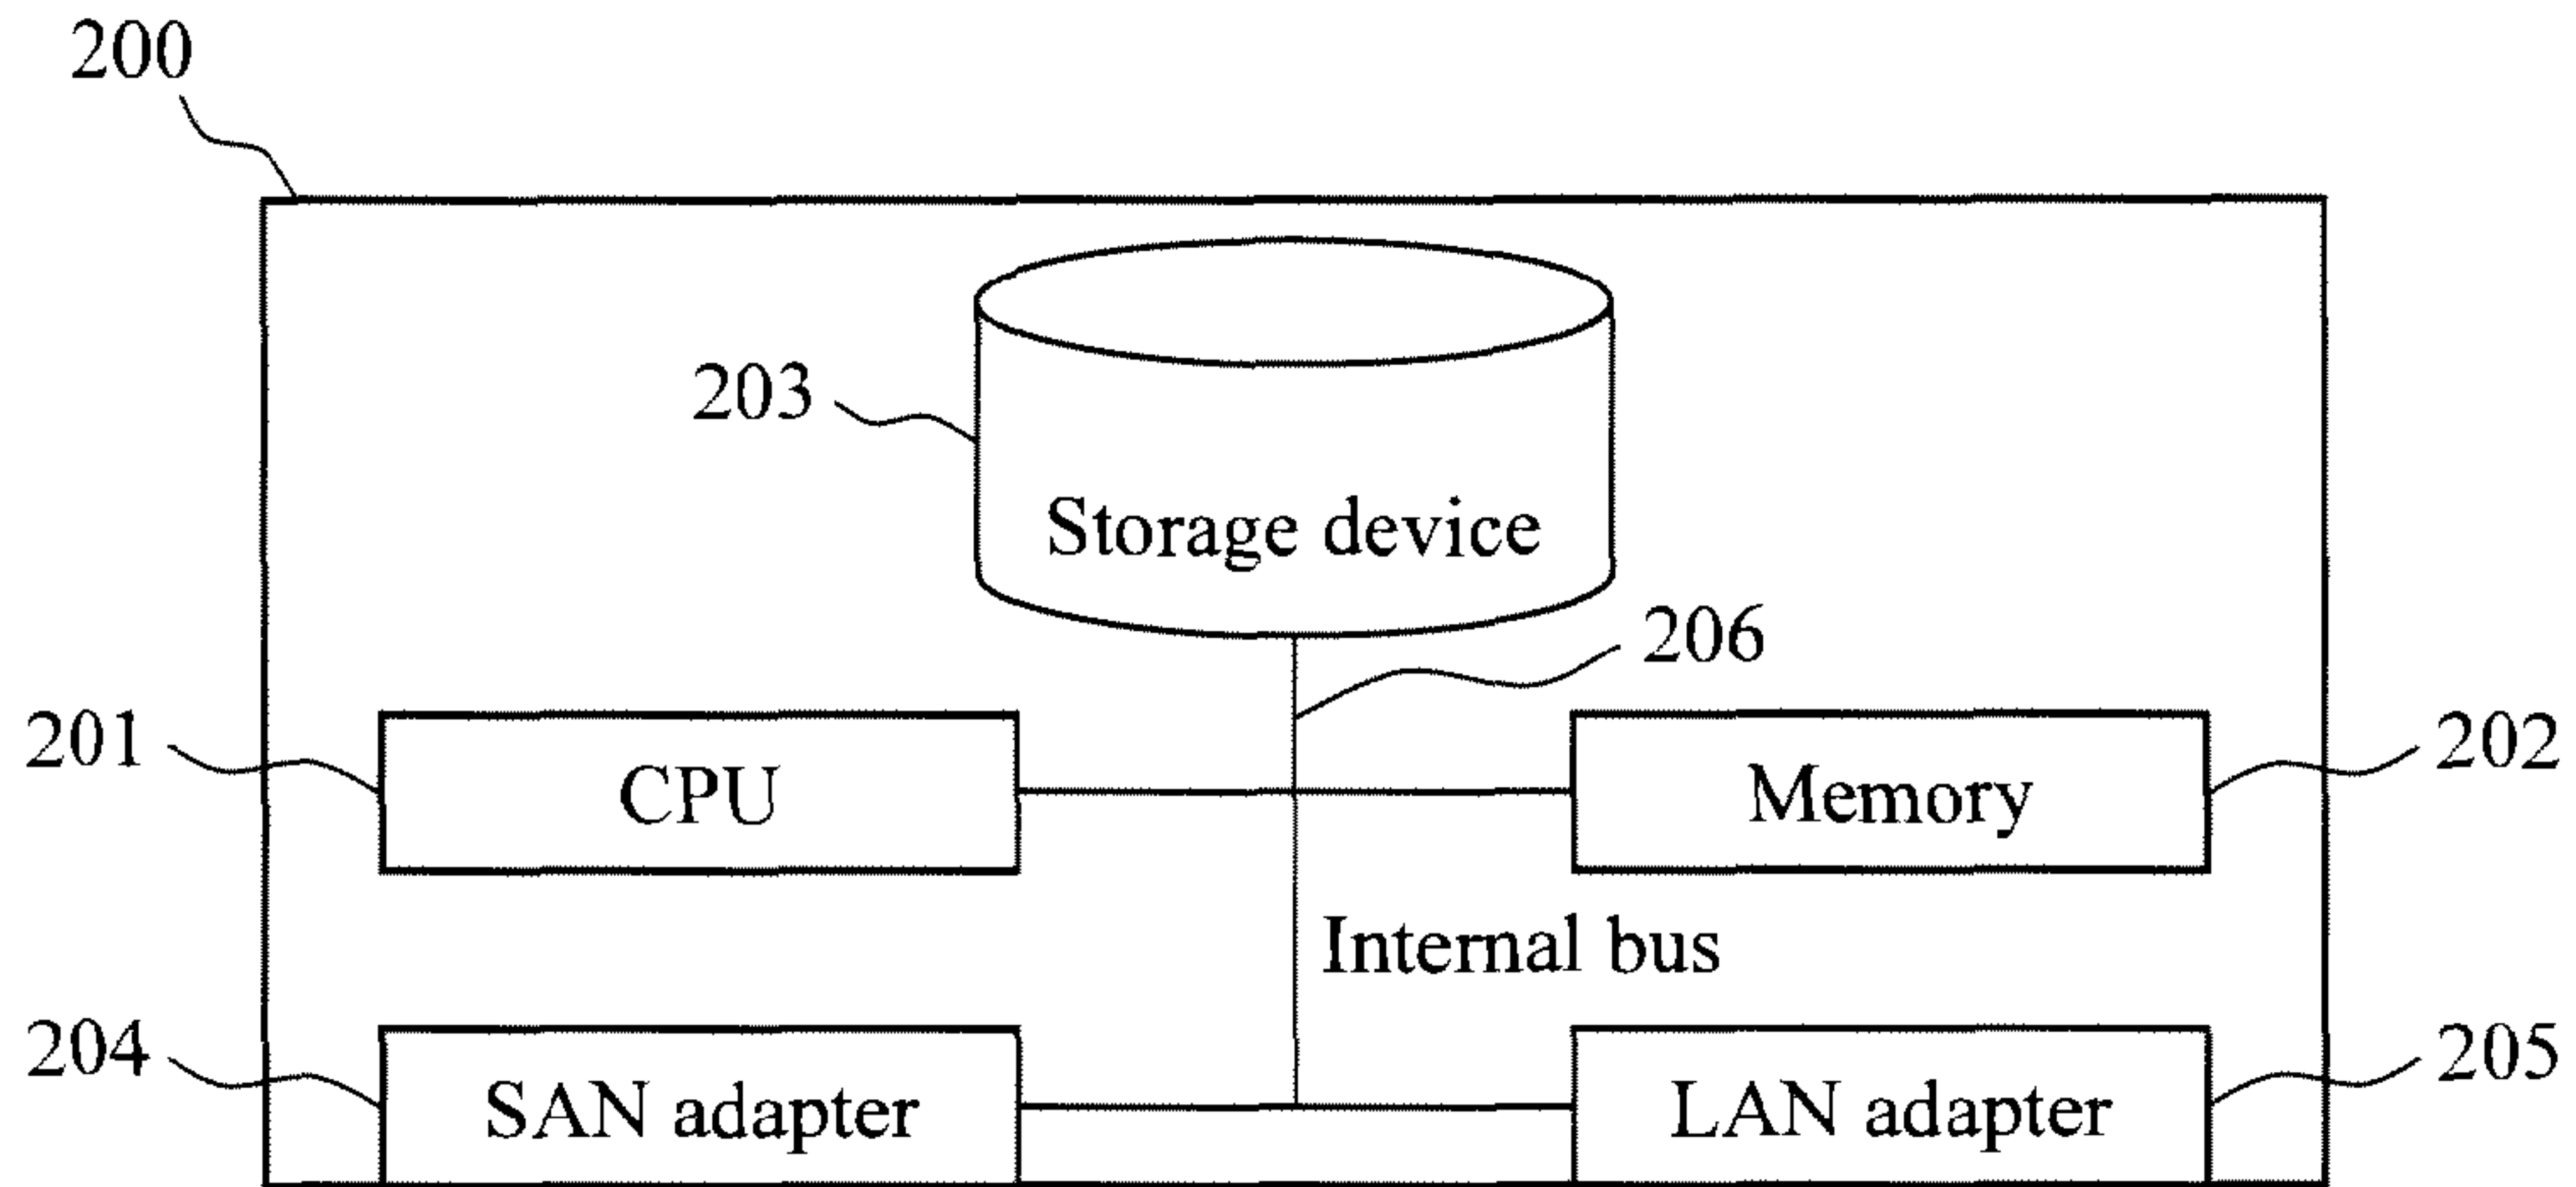 200
203
Storage device
206
201
CPU
Memory
202
Internal bus
204
SAN adapter
LAN adapter
205